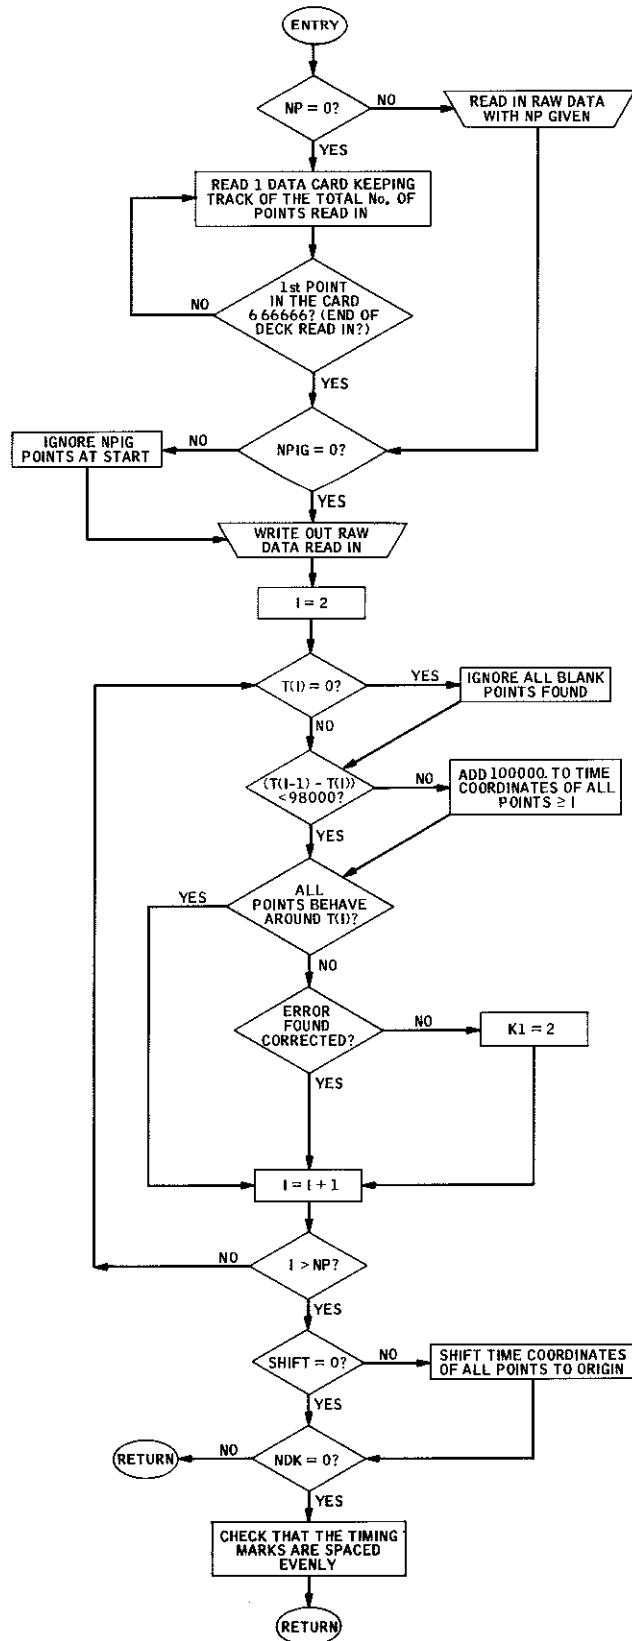 ENTRY
NP = 0?
NO
READ IN RAW DATA
WITH NP GIVEN
YES
READ 1 DATA CARD KEEPING
TRACK OF THE TOTAL No. OF
POINTS READ IN
1st POINT
IN THE CARD
6 66666? (END OF
DECK READ IN?)
NO
YES
NPIG = 0?
NO
IGNORE NPIG
POINTS AT START
YES
WRITE OUT RAW
DATA READ IN
I = 2
T(I) = 0?
YES
IGNORE ALL BLANK
POINTS FOUND
NO
(T(I-1) - T(I))
<98000?
NO
ADD 100000. TO TIME
COORDINATES OF ALL
POINTS ≥ I
YES
ALL
POINTS BEHAVE
AROUND T(I)?
YES
NO
ERROR
FOUND
CORRECTED?
NO
K1 = 2
YES
I = I + 1
I > NP?
NO
YES
SHIFT = 0?
NO
SHIFT TIME COORDINATES
OF ALL POINTS TO ORIGIN
YES
NDK = 0?
NO
RETURN
YES
CHECK THAT THE TIMING
MARKS ARE SPACED
EVENLY
RETURN